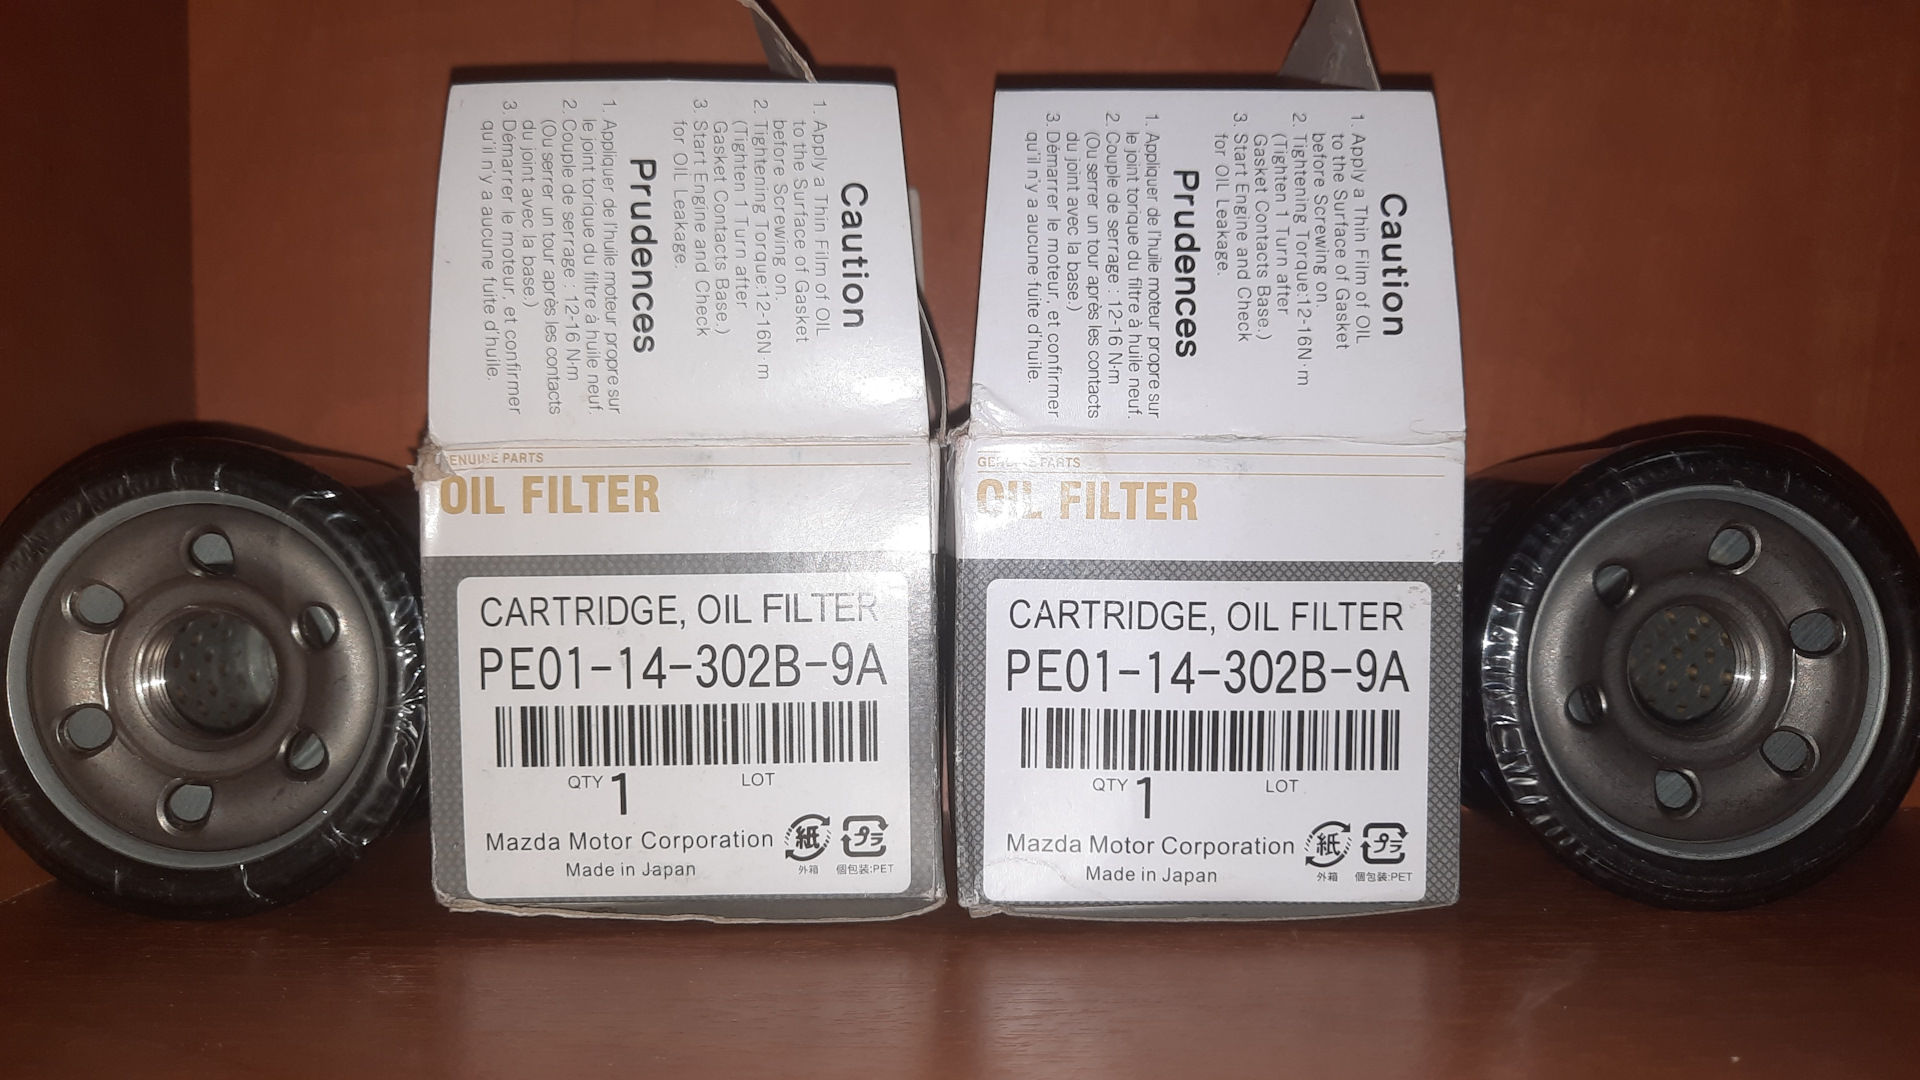 Caution
1. Apply a Thin Film of OIL
to the Surface of Gasket
before Screwing on.
2. Tightening Torque:12-16N·m
(Tighten 1 Turn after
Gasket Contacts Base.)
3. Start Engine and Check
for OIL Leakage.
Prudences
1. Appliquer de l'huile moteur propre sur
le joint torique du filtre à huile neuf.
2. Couple de serrage : 12-16 N·m
(Ou serrer un tour après les contacts
du joint avec la base.)
3. Démarrer le moteur, et confirmer
qu'il n'y a aucune fuite d'huile.
GENUINE PARTS
OIL FILTER
CARTRIDGE, OIL FILTER
PE01-14-302B-9A
QTY 1 LOT
Mazda Motor Corporation
Made in Japan
紙
外箱
プラ
個包装:PET
Caution
1. Apply a Thin Film of OIL
to the Surface of Gasket
before Screwing on.
2. Tightening Torque:12-16N·m
(Tighten 1 Turn after
Gasket Contacts Base.)
3. Start Engine and Check
for OIL Leakage.
Prudences
1. Appliquer de l'huile moteur propre sur
le joint torique du filtre à huile neuf.
2. Couple de serrage : 12-16 N·m
(Ou serrer un tour après les contacts
du joint avec la base.)
3. Démarrer le moteur, et confirmer
qu'il n'y a aucune fuite d'huile.
GENUINE PARTS
OIL FILTER
CARTRIDGE, OIL FILTER
PE01-14-302B-9A
QTY 1 LOT
Mazda Motor Corporation
Made in Japan
紙
外箱
プラ
個包装:PET